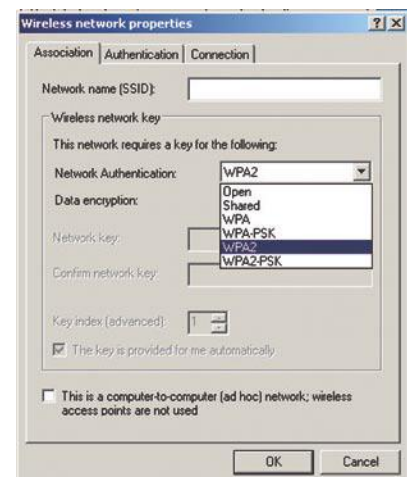 Wireless network properties
? X
Association Authentication Connection
Network name (SSID):
Wireless network key
This network requires a key for the following:
Network Authentication: WPA2
Open
Data encryption:
Shared
WPA
WPA-PSK
Network key:
WPA2
WPA2-PSK
Confirm network key:
Key index (advanced): 1
The key is provided for me automatically
This is a computer-to-computer (ad hoc) network; wireless
access points are not used
OK Cancel